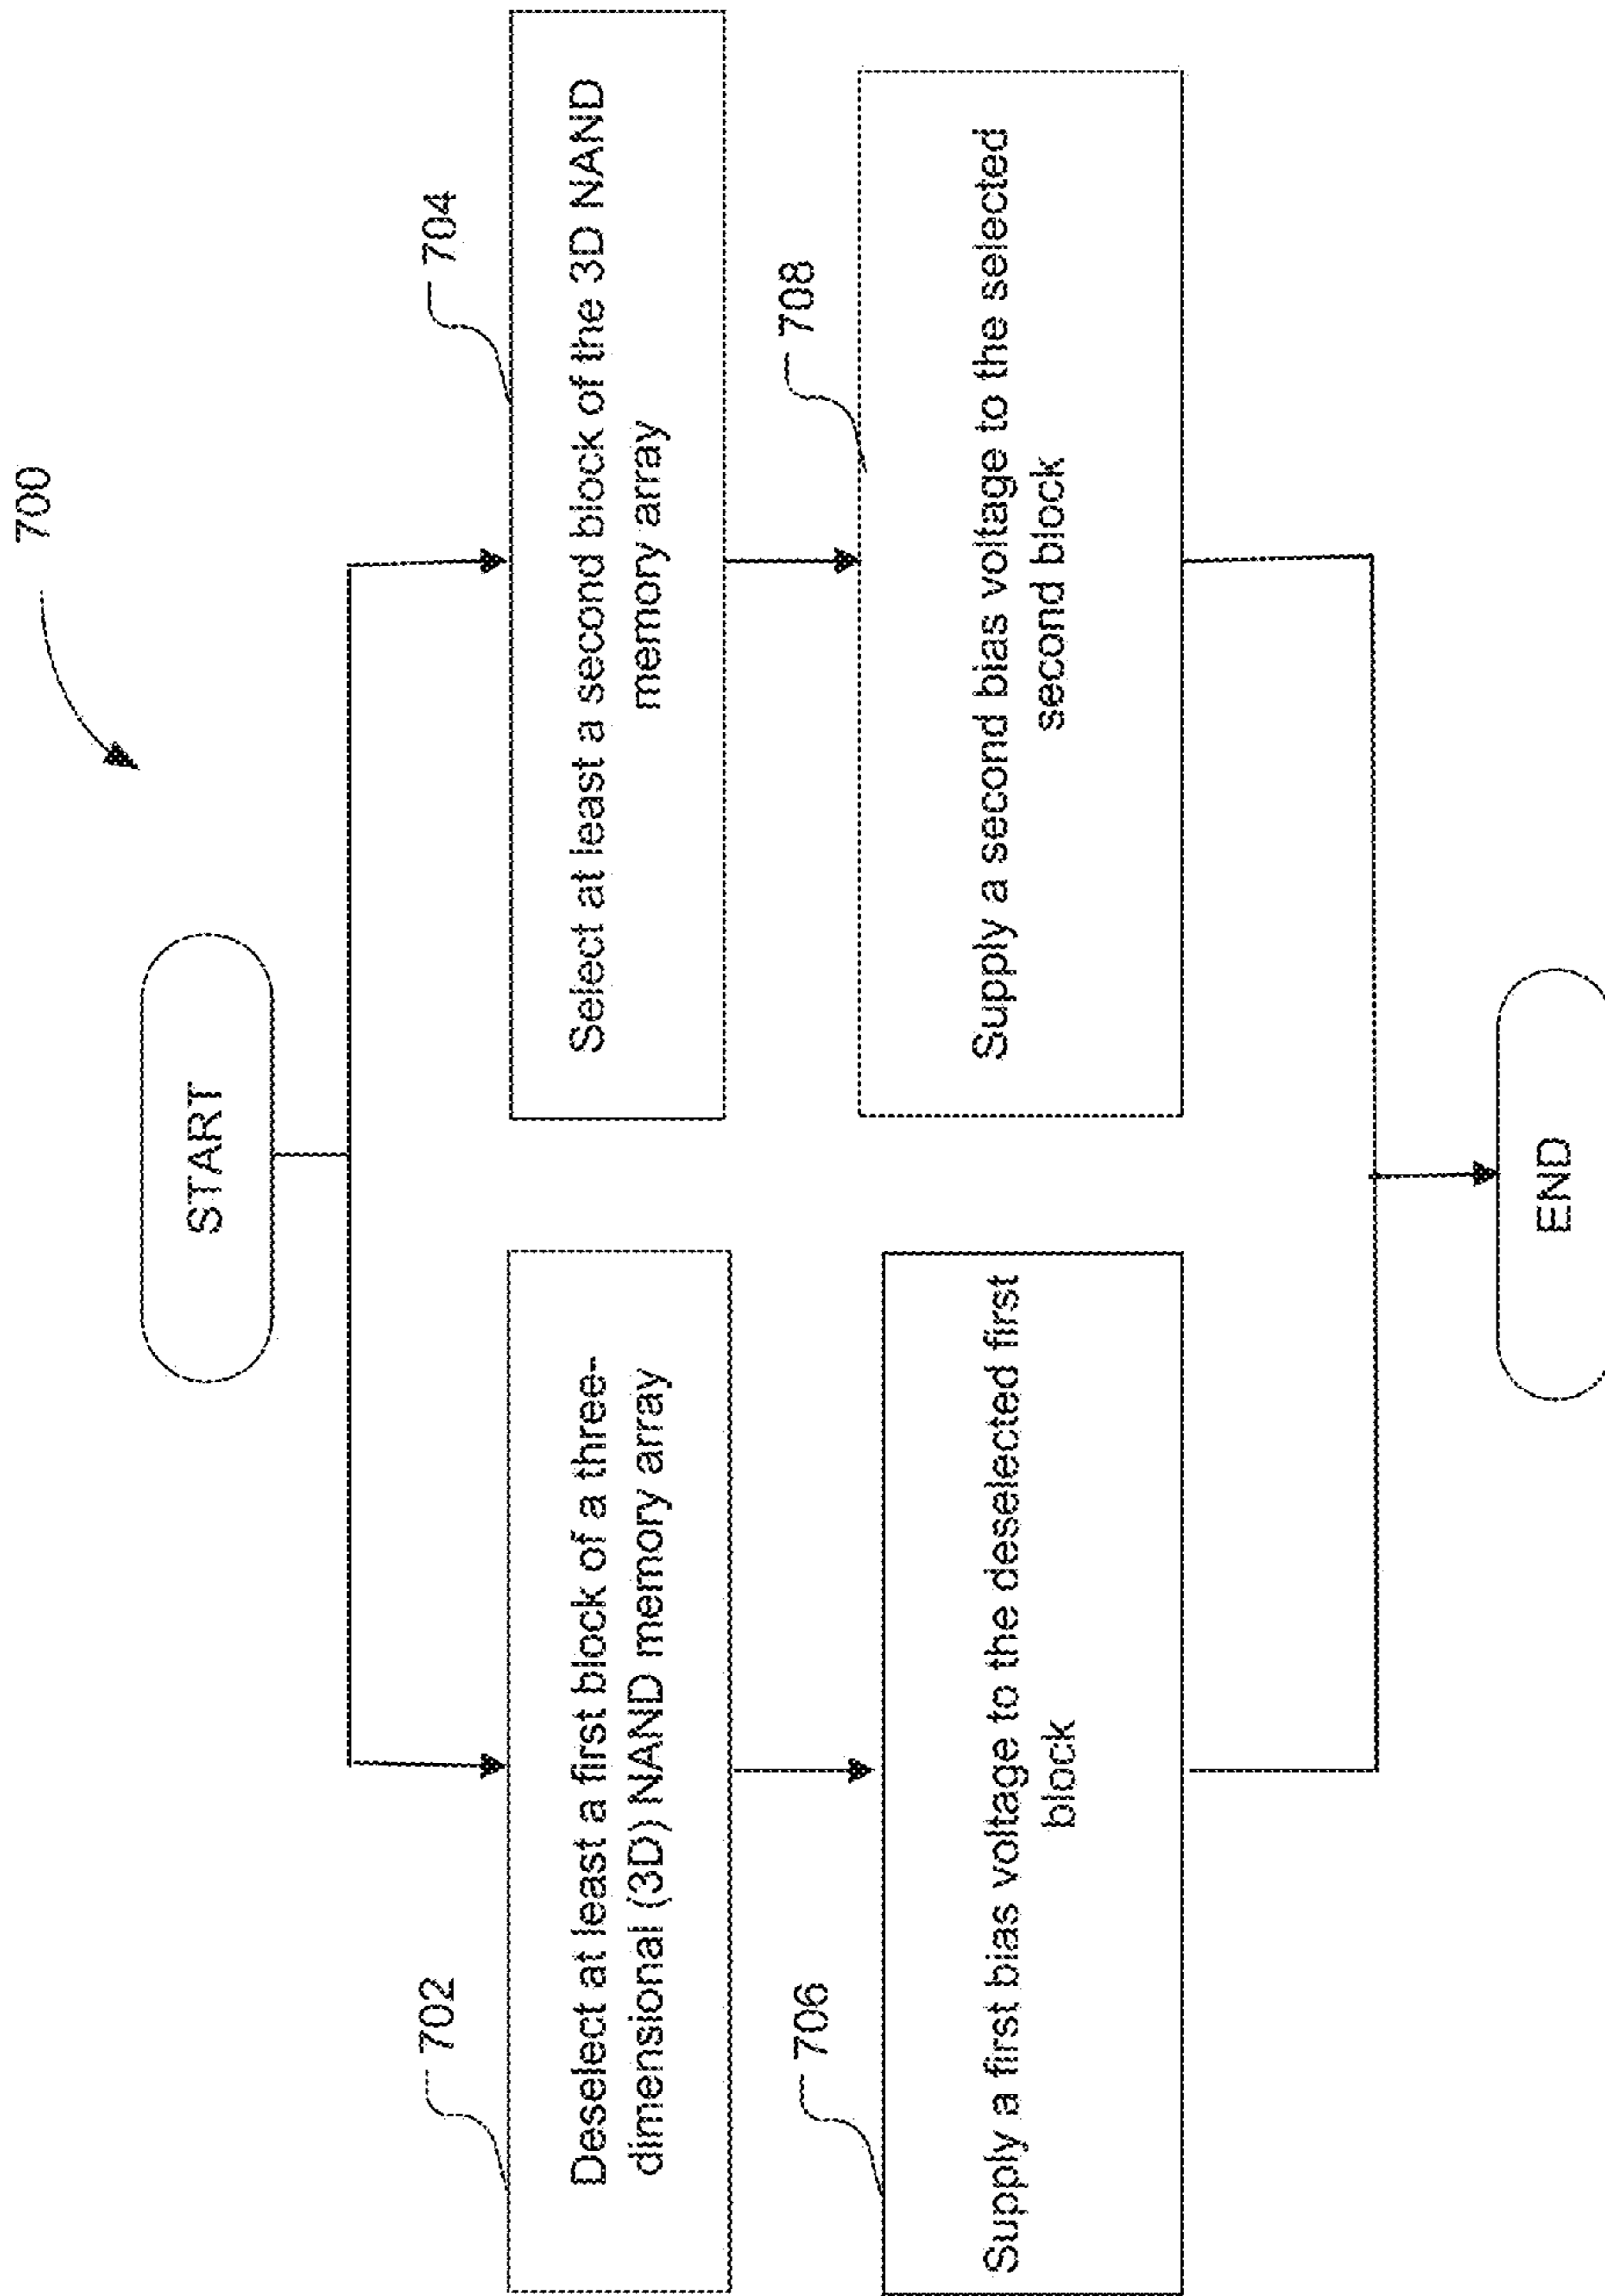 700
START
702
Deselect at least a first block of a three-
dimensional (3D) NAND memory array
704
Select at least a second block of the 3D NAND
memory array
706
Supply a first bias voltage to the deselected first
block
708
Supply a second bias voltage to the selected
second block
END